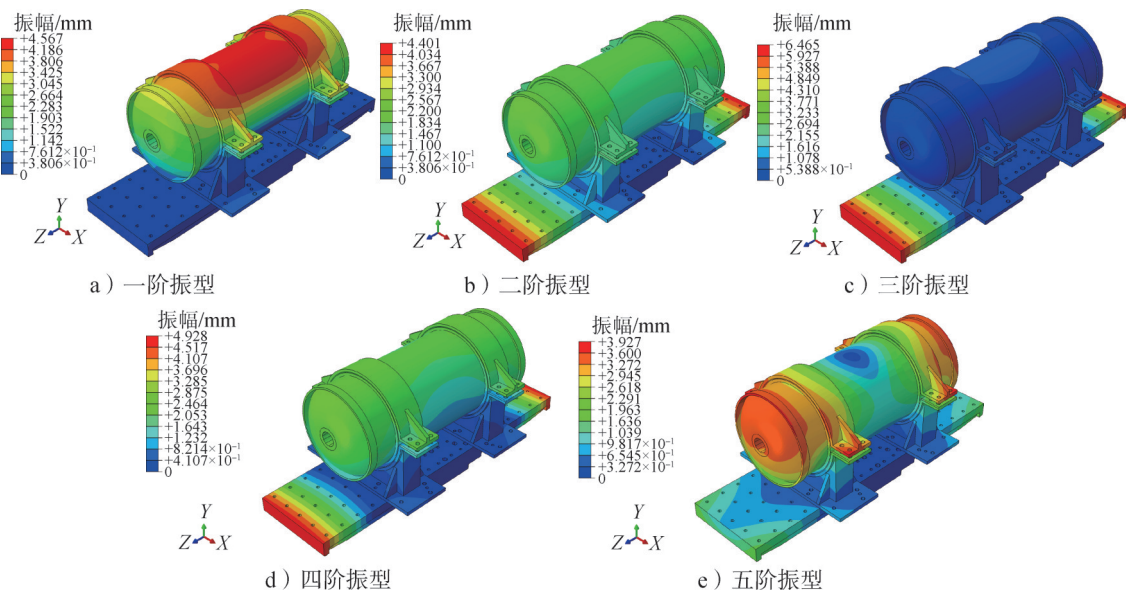 振幅/mm
+4.567
+4.186
+3.806
+3.425
+3.045
+2.664
+2.283
+1.903
+1.522
+1.142
+7.612×10⁻¹
+3.806×10⁻¹
0
Y
Z
X
a）一阶振型
振幅/mm
+4.401
+4.034
+3.667
+3.300
+2.934
+2.567
+2.200
+1.834
+1.467
+1.100
+7.612×10⁻¹
+3.806×10⁻¹
0
Y
Z
X
b）二阶振型
振幅/mm
+6.465
+5.927
+5.388
+4.849
+4.310
+3.771
+3.233
+2.694
+2.155
+1.616
+1.078
+5.388×10⁻¹
0
Y
Z
X
c）三阶振型
振幅/mm
+4.928
+4.517
+4.107
+3.696
+3.285
+2.875
+2.464
+2.053
+1.643
+1.232
+8.214×10⁻¹
+4.107×10⁻¹
0
Y
Z
X
d）四阶振型
振幅/mm
+3.927
+3.600
+3.272
+2.945
+2.618
+2.291
+1.963
+1.636
+1.039
+9.817×10⁻¹
+6.545×10⁻¹
+3.272×10⁻¹
0
Y
Z
X
e）五阶振型